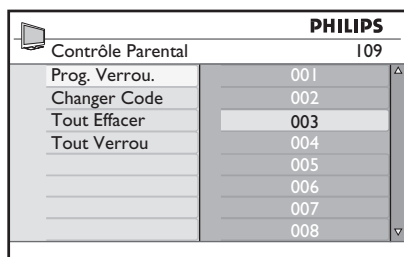 PHILIPS
Contrôle Parental 109
Prog. Verrou. 001
Changer Code 002
Tout Effacer 003
Tout Verrou 004
005
006
007
008